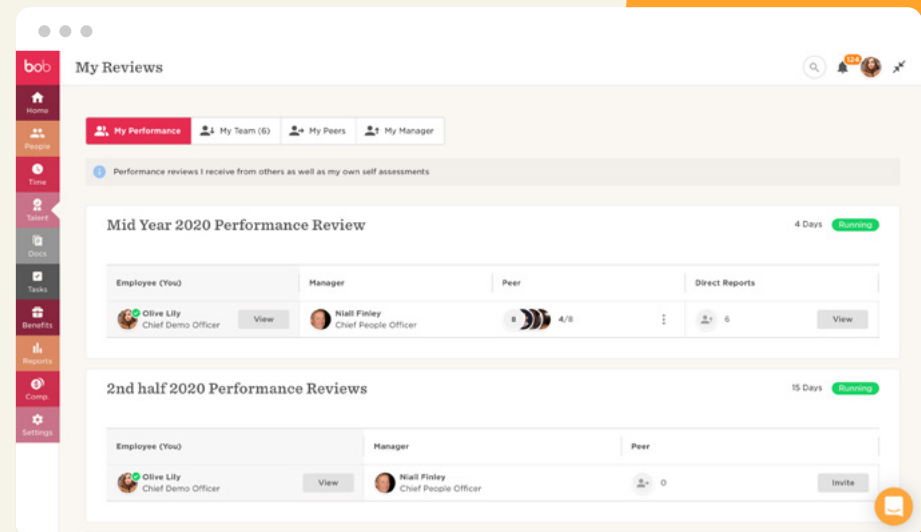 bob
My Reviews
124
Home
People
Time
Talent
Docs
Tasks
Benefits
Reports
Comp.
Settings
My Performance
My Team (6)
My Peers
My Manager
Performance reviews I receive from others as well as my own self assessments
Mid Year 2020 Performance Review
4 Days Running
Employee (You) Manager Peer Direct Reports
Olive Lily
Chief Demo Officer
View
Niall Finley
Chief People Officer
4/8
6
View
2nd half 2020 Performance Reviews
15 Days Running
Employee (You) Manager Peer
Olive Lily
Chief Demo Officer
View
Niall Finley
Chief People Officer
0
Invite